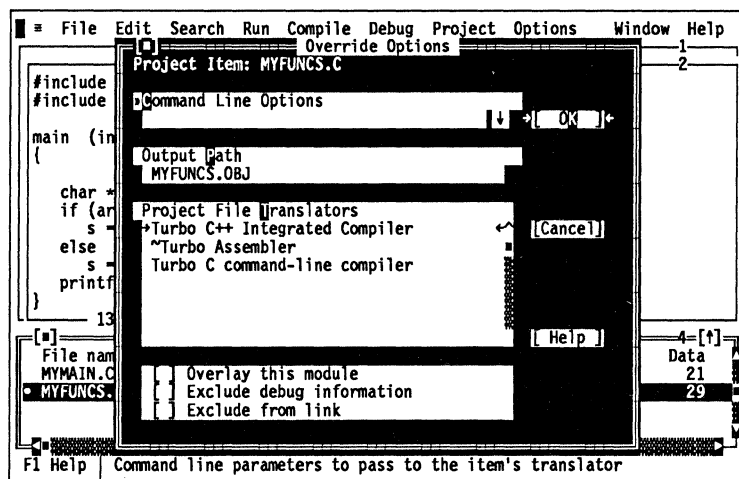 ≡ File Edit Search Run Compile Debug Project Options Window Help
Override Options
1
2
Project Item: MYFUNCS.C
#include
#include
Command Line Options
OK
main (in
{
Output Path
MYFUNCS.OBJ
char *
if (ar
s =
else
s =
printf
}
13
Project File Translators
→Turbo C++ Integrated Compiler
~Turbo Assembler
Turbo C command-line compiler
[Cancel]
[ Help ]
4
File nam
Data
MYMAIN.C
21
MYFUNCS.
29
[ ] Overlay this module
[ ] Exclude debug information
[ ] Exclude from link
F1 Help | Command line parameters to pass to the item's translator